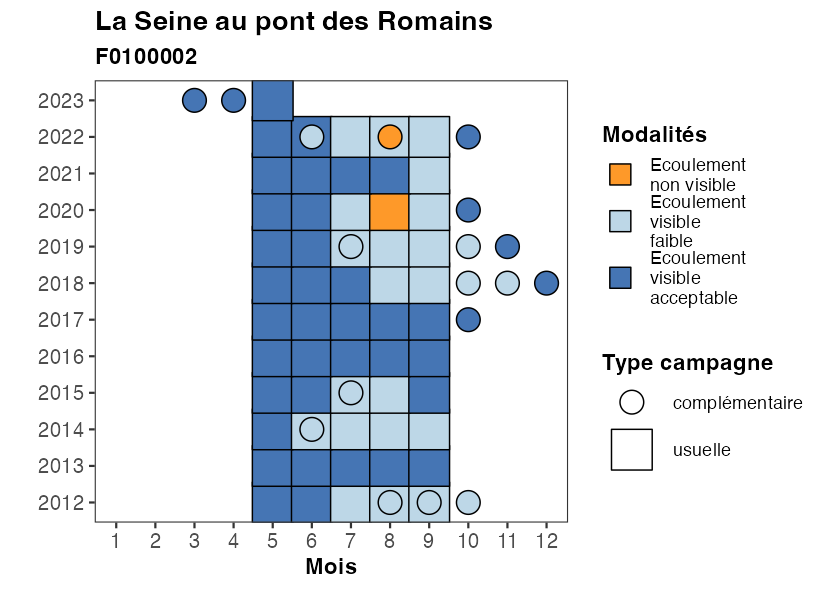 La Seine au pont des Romains
F0100002
2023
2022
2021
2020
2019
2018
2017
2016
2015
2014
2013
2012
1 2 3 4 5 6 7 8 9 10 11 12
Mois
Modalités
Ecoulement
non visible
Ecoulement
visible
faible
Ecoulement
visible
acceptable
Type campagne
complémentaire
usuelle